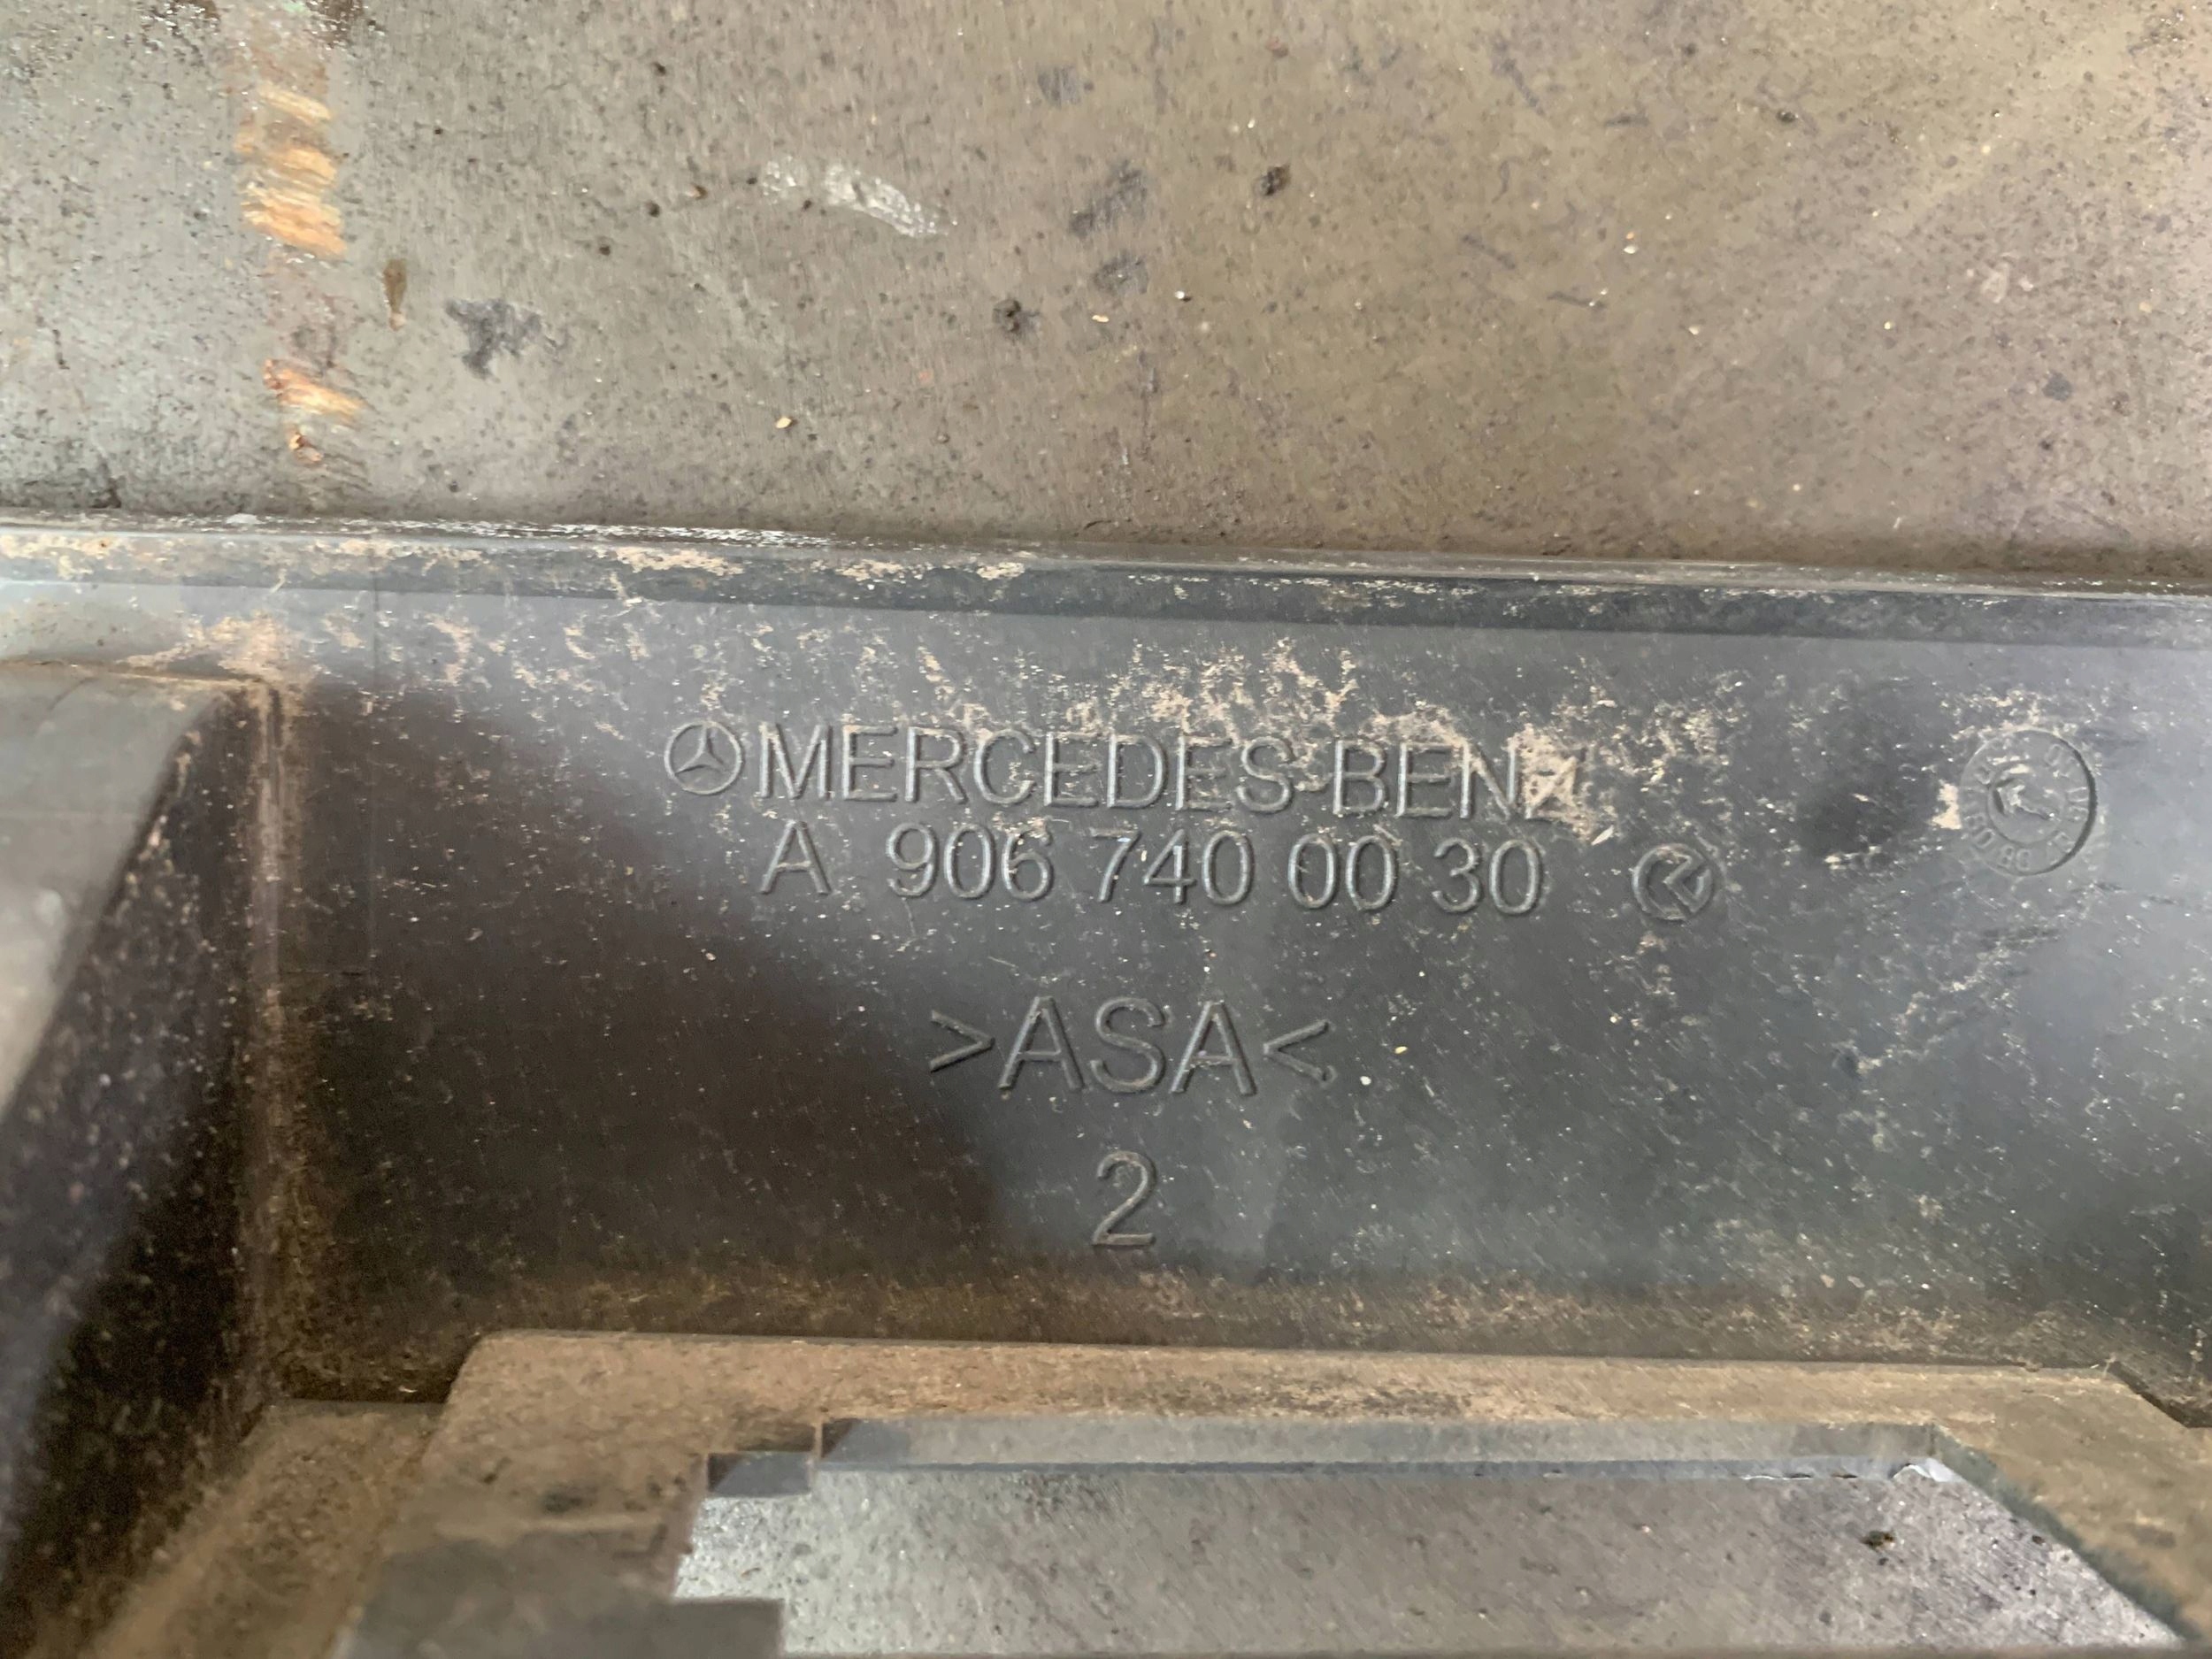 MERCEDES-BENZ
A 906 740 00 30
>ASA<
2